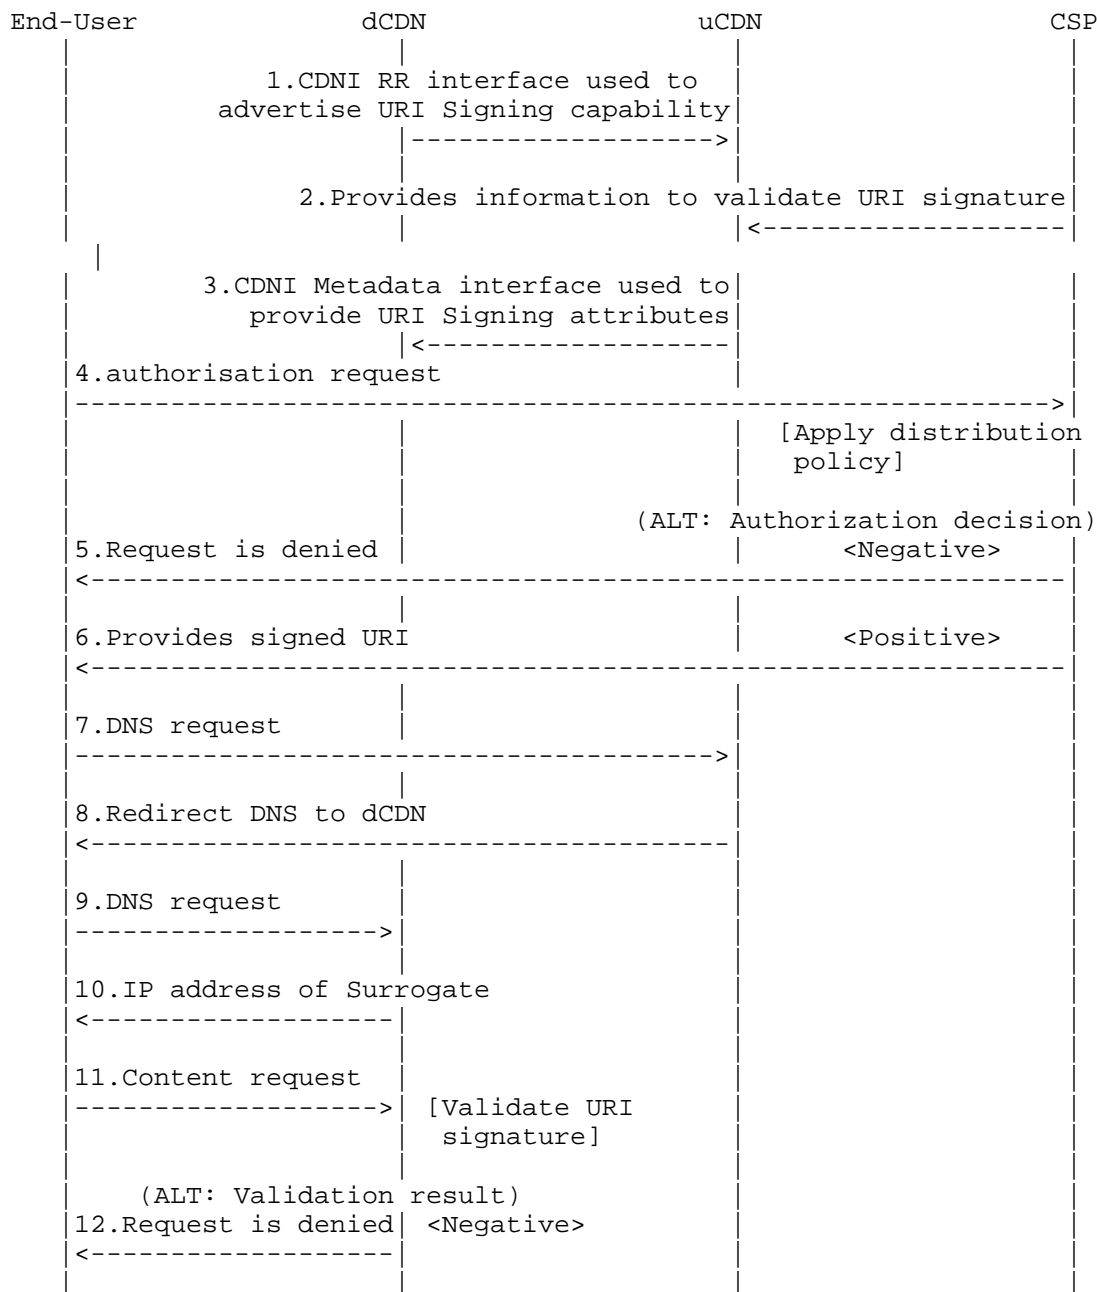 End-User dCDN uCDN CSP
1.CDNI RR interface used to
advertise URI Signing capability
------------------->
2.Provides information to validate URI signature
<-------------------
3.CDNI Metadata interface used to
provide URI Signing attributes
<-------------------
4.authorisation request
------------------------------------------------------------->
[Apply distribution
policy]
(ALT: Authorization decision)
5.Request is denied <Negative>
<-------------------------------------------------------------
6.Provides signed URI <Positive>
<-------------------------------------------------------------
7.DNS request
---------------------------------------->
8.Redirect DNS to dCDN
<----------------------------------------
9.DNS request
------------------->
10.IP address of Surrogate
<-------------------
11.Content request
-------------------> [Validate URI
signature]
(ALT: Validation result)
12.Request is denied <Negative>
<-------------------